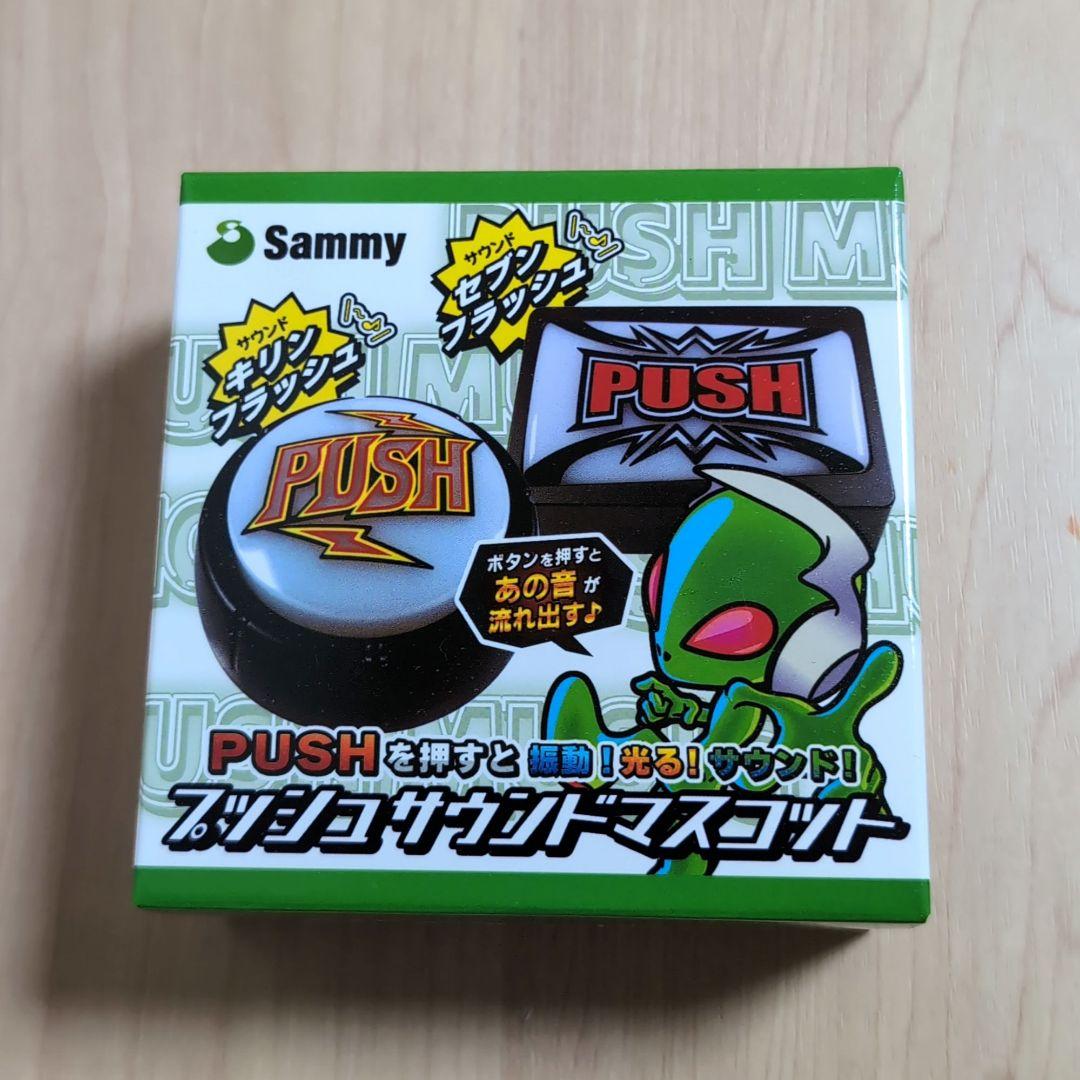 Sammy
サウンド
セブン
フラッシュ
サウンド
キリン
フラッシュ
PUSH
PUSH
ボタンを押すと
あの音が
流れ出す♪
PUSHを押すと 振動!光る!サウンド!
プッシュサウンドマスコット